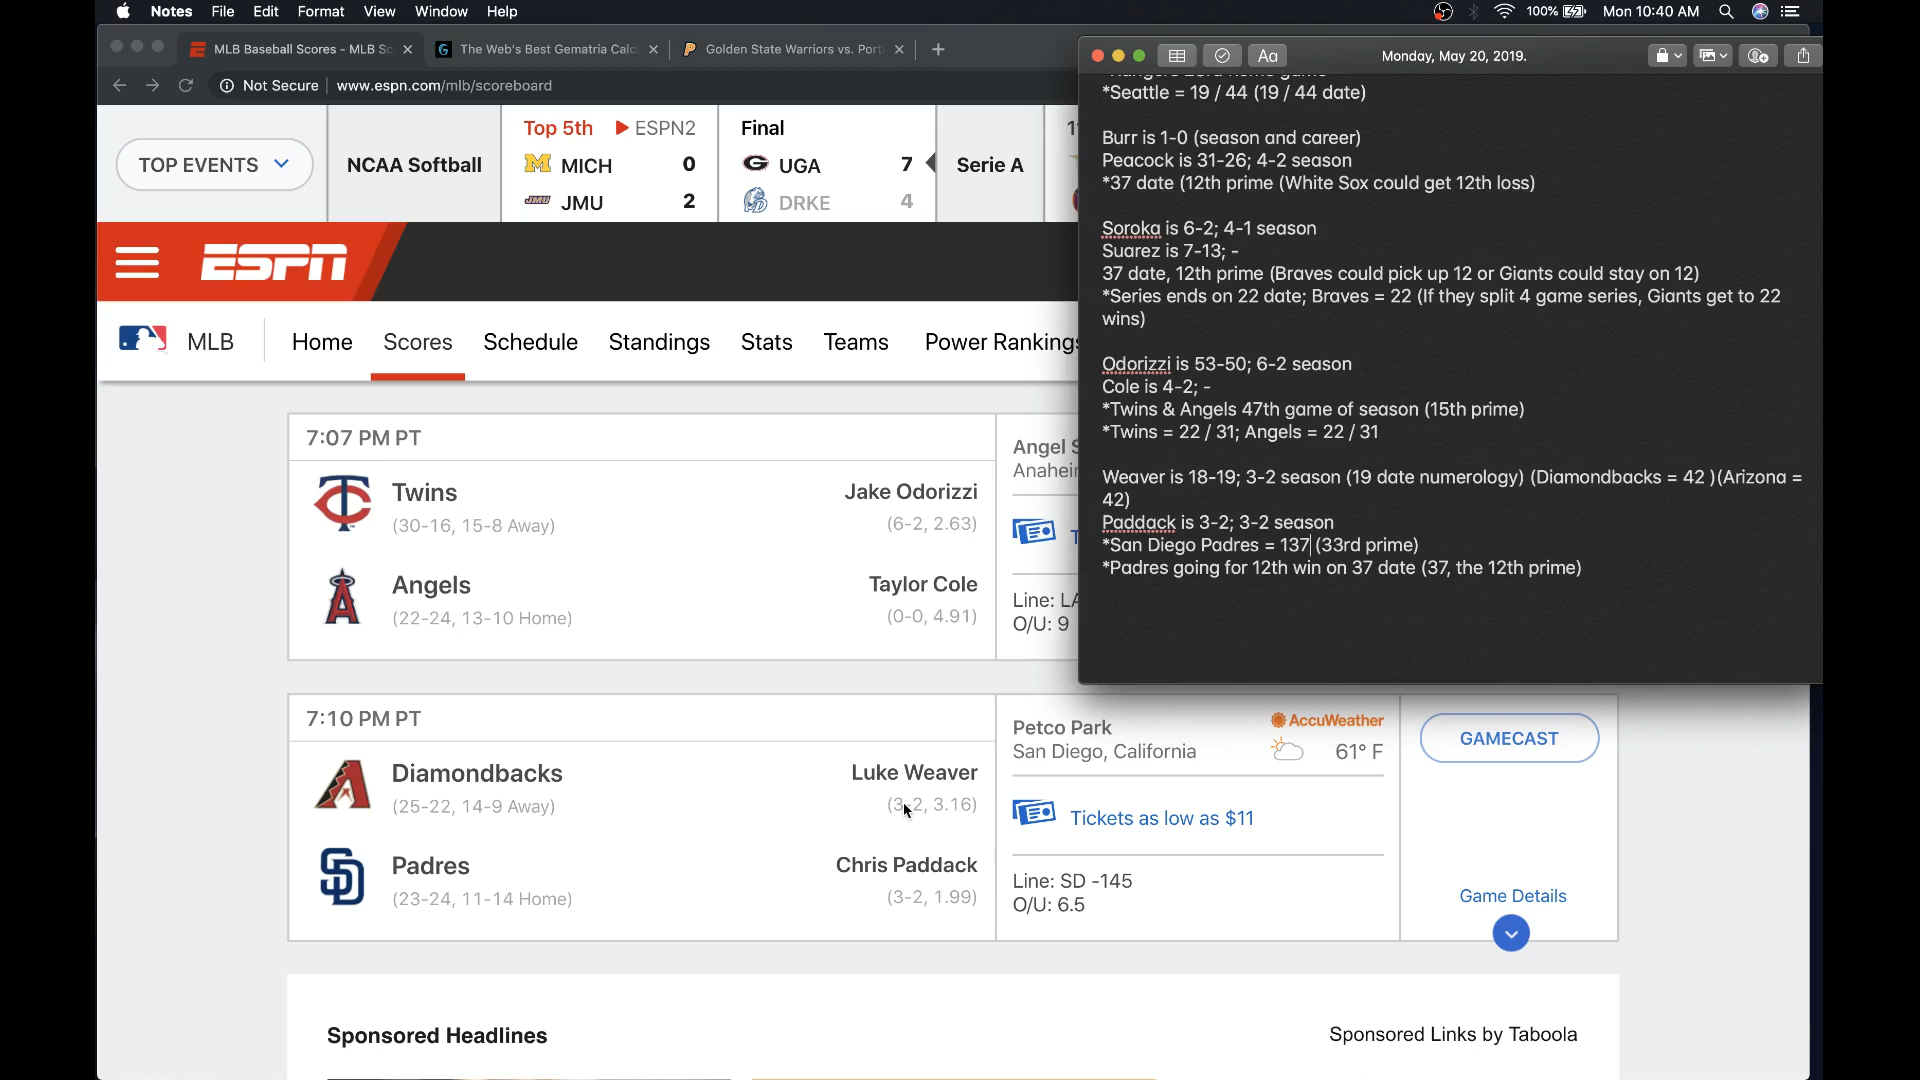 Notes File Edit Format View Window Help
100% Mon 10:40 AM
MLB Baseball Scores - MLB Sc
The Web's Best Gematria Calc
Golden State Warriors vs. Port
Not Secure www.espn.com/mlb/scoreboard
TOP EVENTS
NCAA Softball
Top 5th ESPN2
MICH 0
JMU 2
Final
UGA 7
DRKE 4
Serie A
ESPN
MLB Home Scores Schedule Standings Stats Teams Power Rankings
7:07 PM PT
Twins Jake Odorizzi
(30-16, 15-8 Away) (6-2, 2.63)
Angels Taylor Cole
(22-24, 13-10 Home) (0-0, 4.91)
Angel S
Anaheim
T
Line: LA
O/U: 9
7:10 PM PT
Diamondbacks Luke Weaver
(25-22, 14-9 Away) (3-2, 3.16)
Padres Chris Paddack
(23-24, 11-14 Home) (3-2, 1.99)
Petco Park
San Diego, California
AccuWeather
61° F
Tickets as low as $11
Line: SD -145
O/U: 6.5
GAMECAST
Game Details
Sponsored Headlines
Sponsored Links by Taboola
Aa
Monday, May 20, 2019.
*Seattle = 19 / 44 (19 / 44 date)
Burr is 1-0 (season and career)
Peacock is 31-26; 4-2 season
*37 date (12th prime (White Sox could get 12th loss)
Soroka is 6-2; 4-1 season
Suarez is 7-13; -
37 date, 12th prime (Braves could pick up 12 or Giants could stay on 12)
*Series ends on 22 date; Braves = 22 (If they split 4 game series, Giants get to 22
wins)
Odorizzi is 53-50; 6-2 season
Cole is 4-2; -
*Twins & Angels 47th game of season (15th prime)
*Twins = 22 / 31; Angels = 22 / 31
Weaver is 18-19; 3-2 season (19 date numerology) (Diamondbacks = 42 )(Arizona =
42)
Paddack is 3-2; 3-2 season
*San Diego Padres = 137 (33rd prime)
*Padres going for 12th win on 37 date (37, the 12th prime)